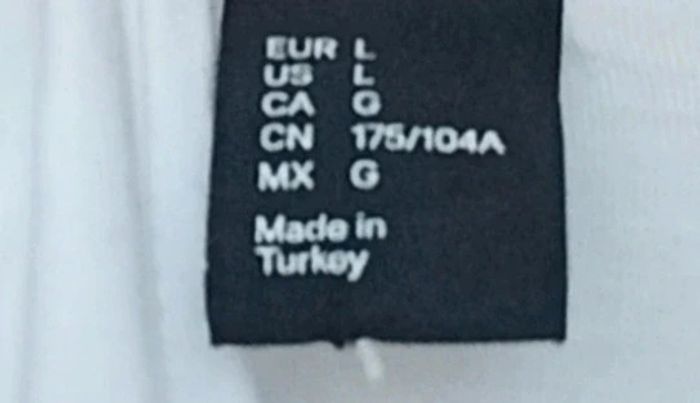 EUR L
US L
CA G
CN 175/104A
MX G
Made in
Turkey